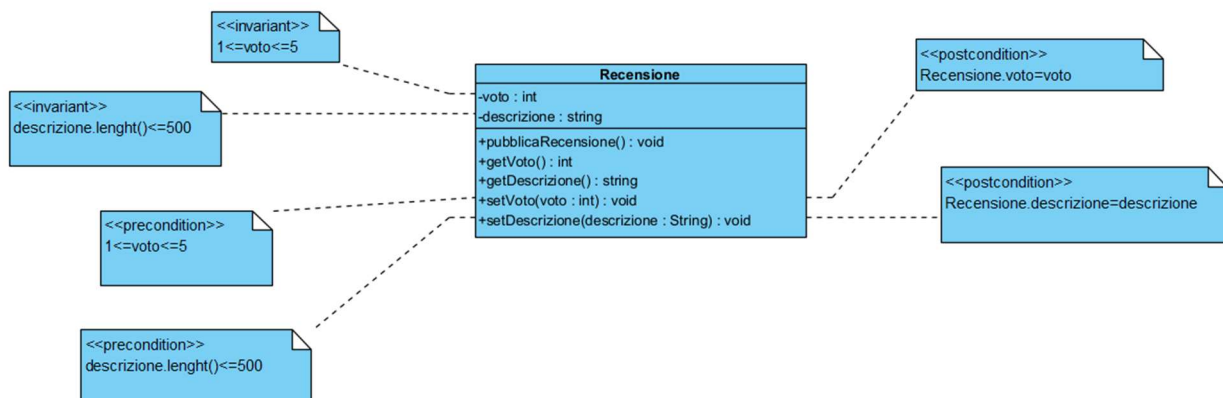 <<invariant>>
1<=voto<=5
<<invariant>>
descrizione.lenght()<=500
<<precondition>>
1<=voto<=5
<<precondition>>
descrizione.lenght()<=500
Recensione
-voto : int
-descrizione : string
+pubblicaRecensione() : void
+getVoto() : int
+getDescrizione() : string
+setVoto(voto : int) : void
+setDescrizione(descrizione : String) : void
<<postcondition>>
Recensione.voto=voto
<<postcondition>>
Recensione.descrizione=descrizione